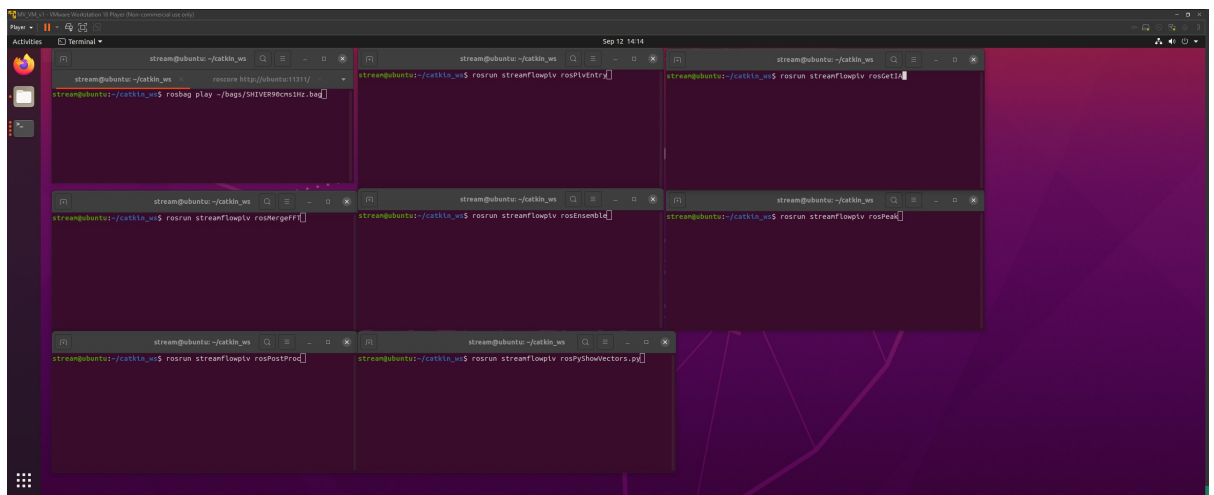 MV_VM_v1 - VMware Workstation 16 Player (Non-commercial use only)
Player
Activities Terminal Sep 12 14:14
stream@ubuntu: ~/catkin_ws
stream@ubuntu: ~/catkin_ws roscore http://ubuntu:11311/
stream@ubuntu:~/catkin_ws$ rosbag play ~/bags/SHIVER90cms1Hz.bag
stream@ubuntu: ~/catkin_ws
stream@ubuntu:~/catkin_ws$ rosrun streamflowpiv rosPivEntry
stream@ubuntu: ~/catkin_ws
stream@ubuntu:~/catkin_ws$ rosrun streamflowpiv rosGetIA
stream@ubuntu: ~/catkin_ws
stream@ubuntu:~/catkin_ws$ rosrun streamflowpiv rosMergeFFT
stream@ubuntu: ~/catkin_ws
stream@ubuntu:~/catkin_ws$ rosrun streamflowpiv rosEnsemble
stream@ubuntu: ~/catkin_ws
stream@ubuntu:~/catkin_ws$ rosrun streamflowpiv rosPeak
stream@ubuntu: ~/catkin_ws
stream@ubuntu:~/catkin_ws$ rosrun streamflowpiv rosPostProc
stream@ubuntu: ~/catkin_ws
stream@ubuntu:~/catkin_ws$ rosrun streamflowpiv rosPyShowVectors.py